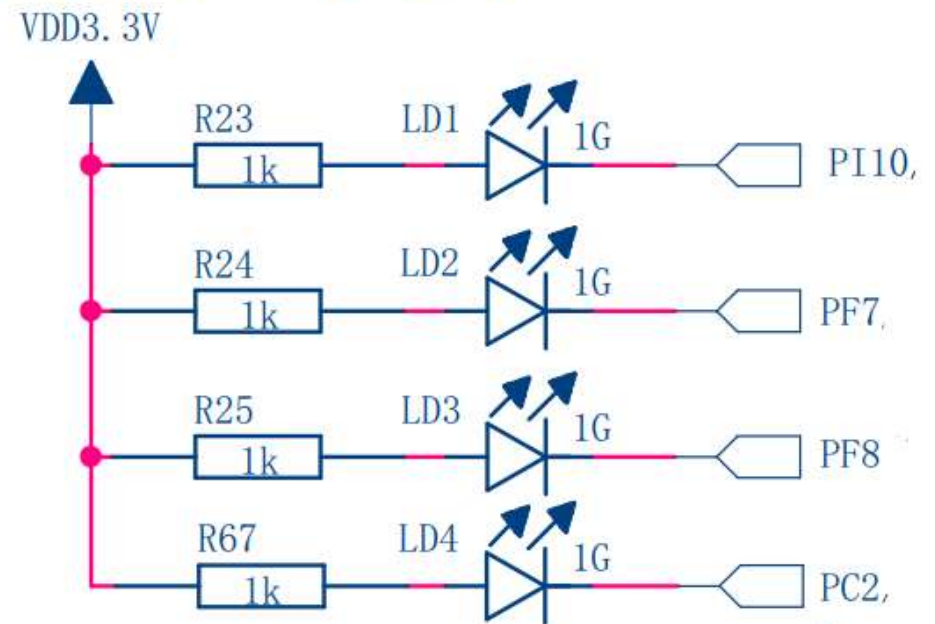 VDD3.3V
R23 LD1 1G
1k PI10,
R24 LD2 1G
1k PF7,
R25 LD3 1G
1k PF8
R67 LD4 1G
1k PC2,